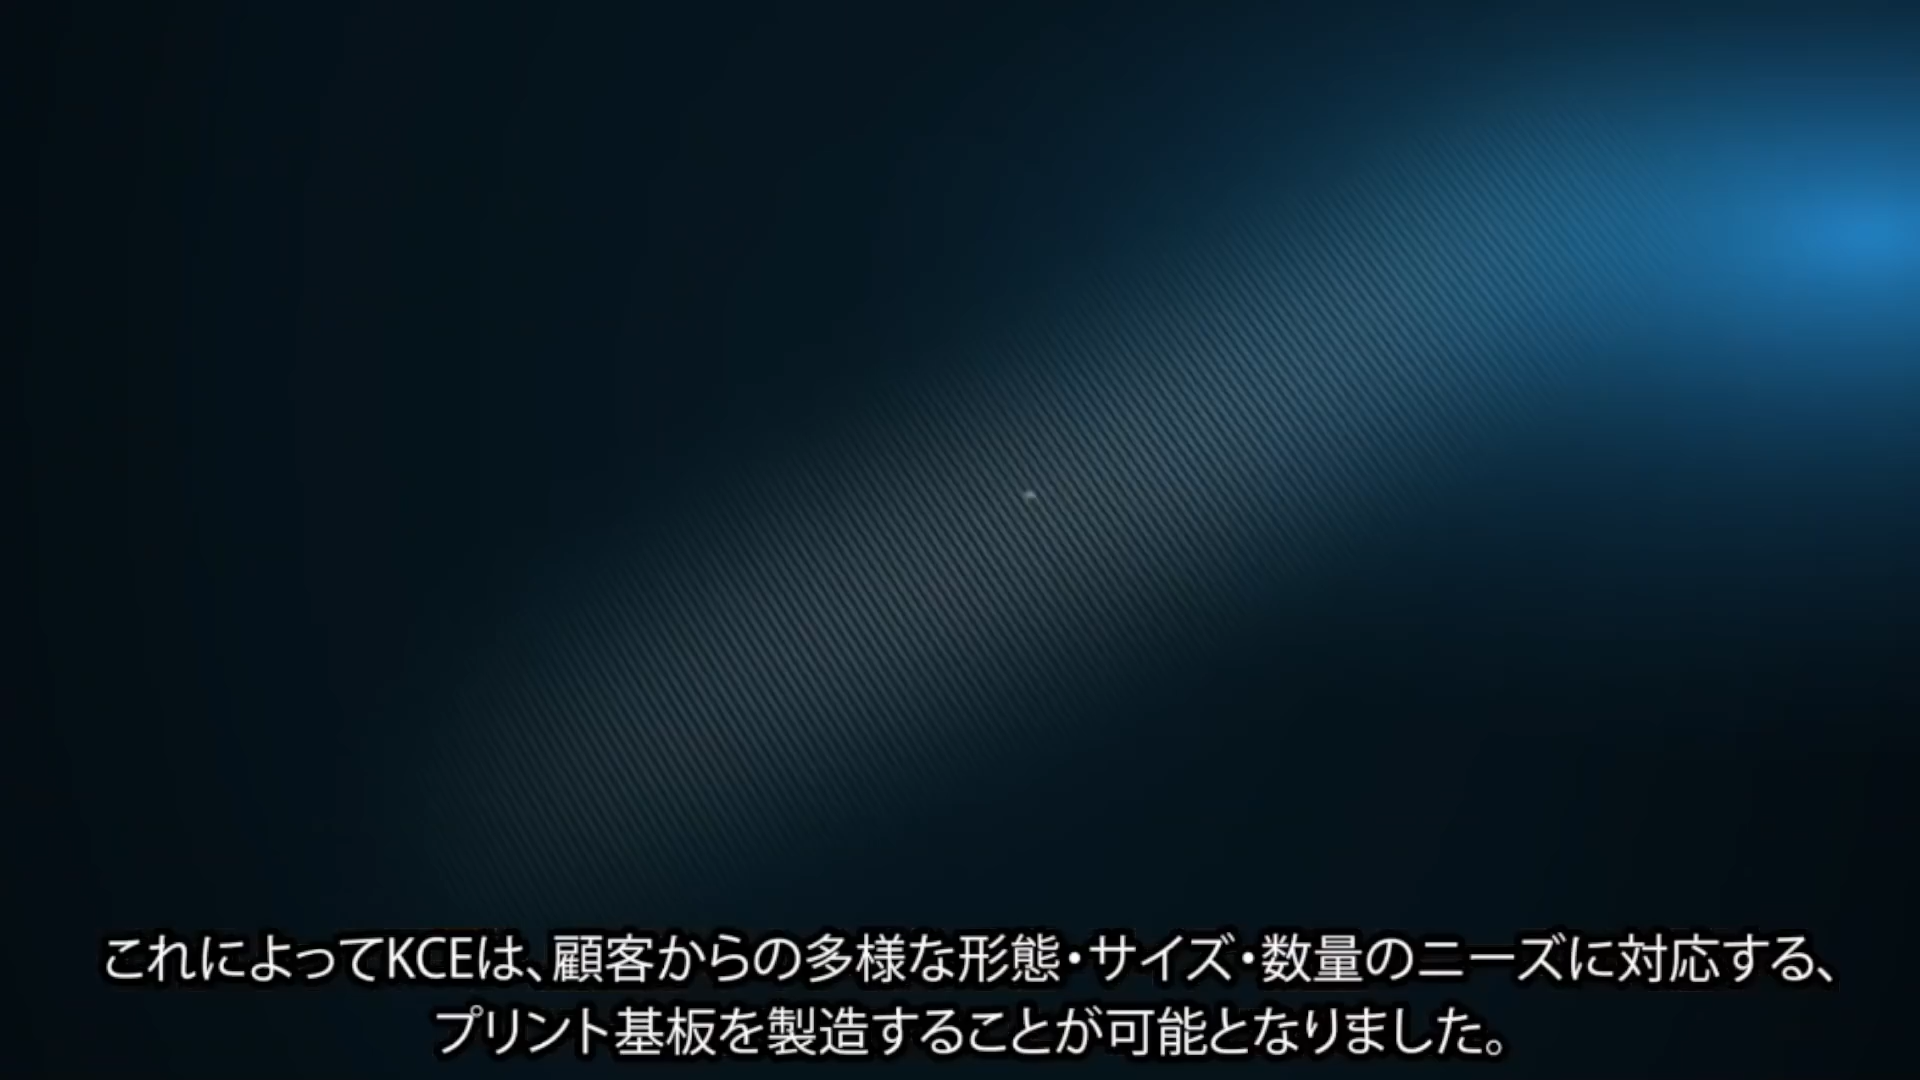 これによってKCEは、顧客からの多様な形態・サイズ・数量のニーズに対応する、
プリント基板を製造することが可能となりました。